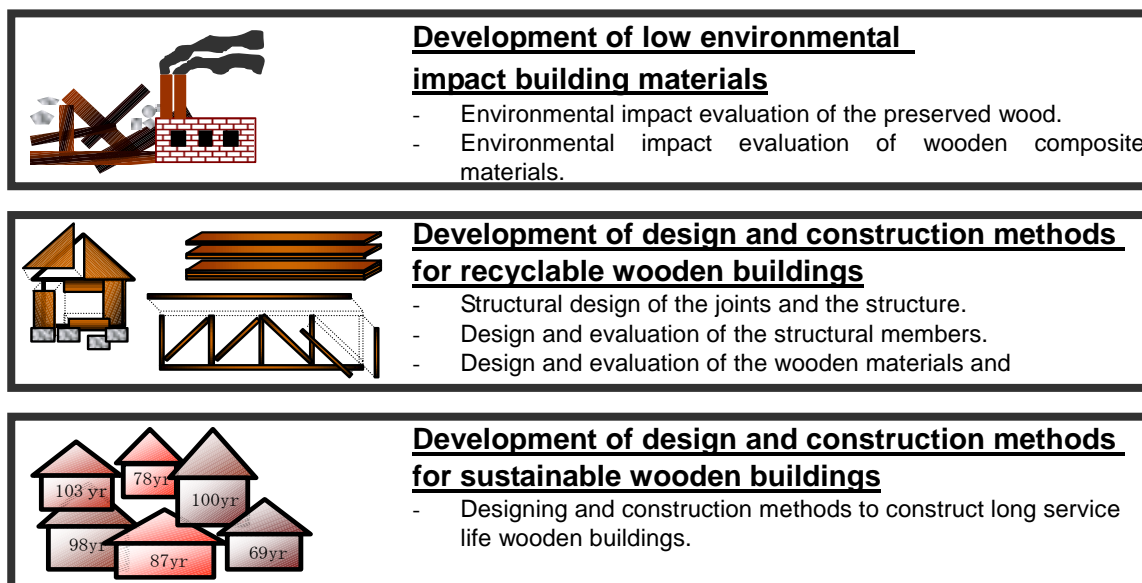 Development of low environmental
impact building materials
- Environmental impact evaluation of the preserved wood.
- Environmental impact evaluation of wooden composite
materials.
Development of design and construction methods
for recyclable wooden buildings
- Structural design of the joints and the structure.
- Design and evaluation of the structural members.
- Design and evaluation of the wooden materials and
103 yr
78yr
100yr
98yr
87yr
69yr
Development of design and construction methods
for sustainable wooden buildings
- Designing and construction methods to construct long service
life wooden buildings.